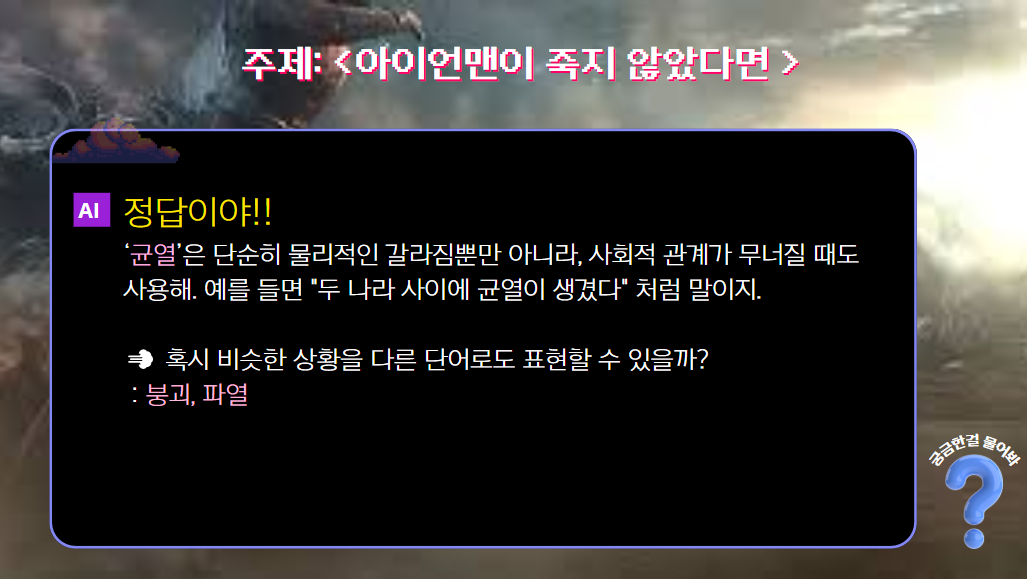 주제: <아이언맨이 죽지 않았다면 >
AI 정답이야!!
‘균열’은 단순히 물리적인 갈라짐뿐만 아니라, 사회적 관계가 무너질 때도
사용해. 예를 들면 "두 나라 사이에 균열이 생겼다" 처럼 말이지.
혹시 비슷한 상황을 다른 단어로도 표현할 수 있을까?
: 붕괴, 파열
궁금한걸 물어봐